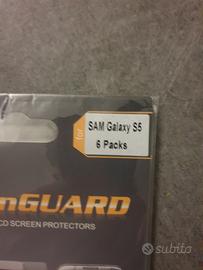 for
SAM Galaxy S5
6 Packs
nGUARD
CD SCREEN PROTECTORS
subito